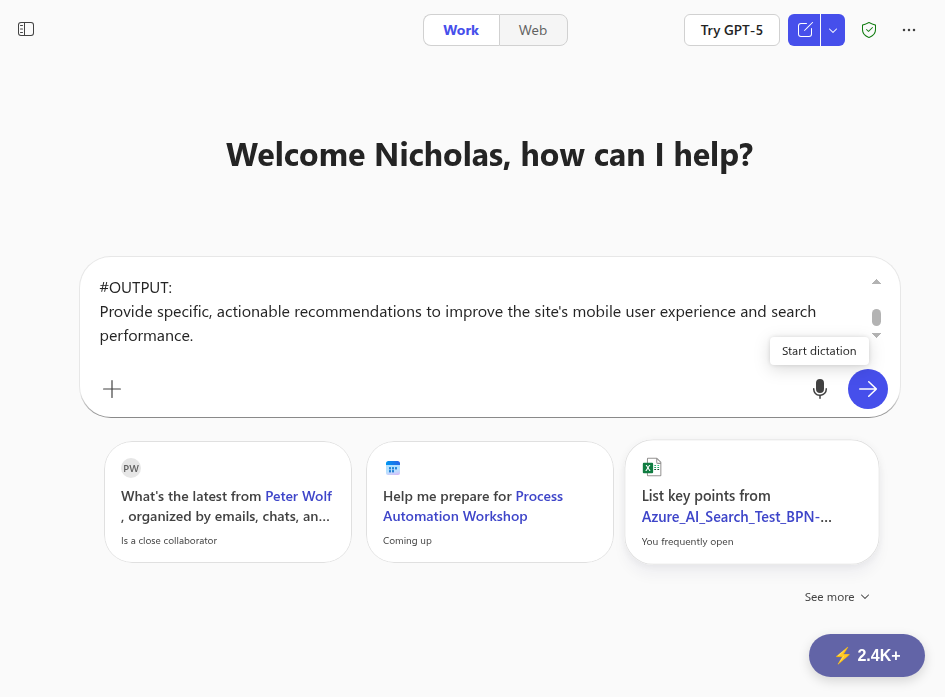 Work
Web
Try GPT-5
Welcome Nicholas, how can I help?
#OUTPUT:
Provide specific, actionable recommendations to improve the site's mobile user experience and search
performance.
Start dictation
PW
What's the latest from Peter Wolf
, organized by emails, chats, an...
Is a close collaborator
Help me prepare for Process
Automation Workshop
Coming up
List key points from
Azure_AI_Search_Test_BPN-...
You frequently open
See more
⚡ 2.4K+